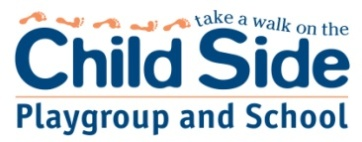 take a walk on the
Child Side
Playgroup and School